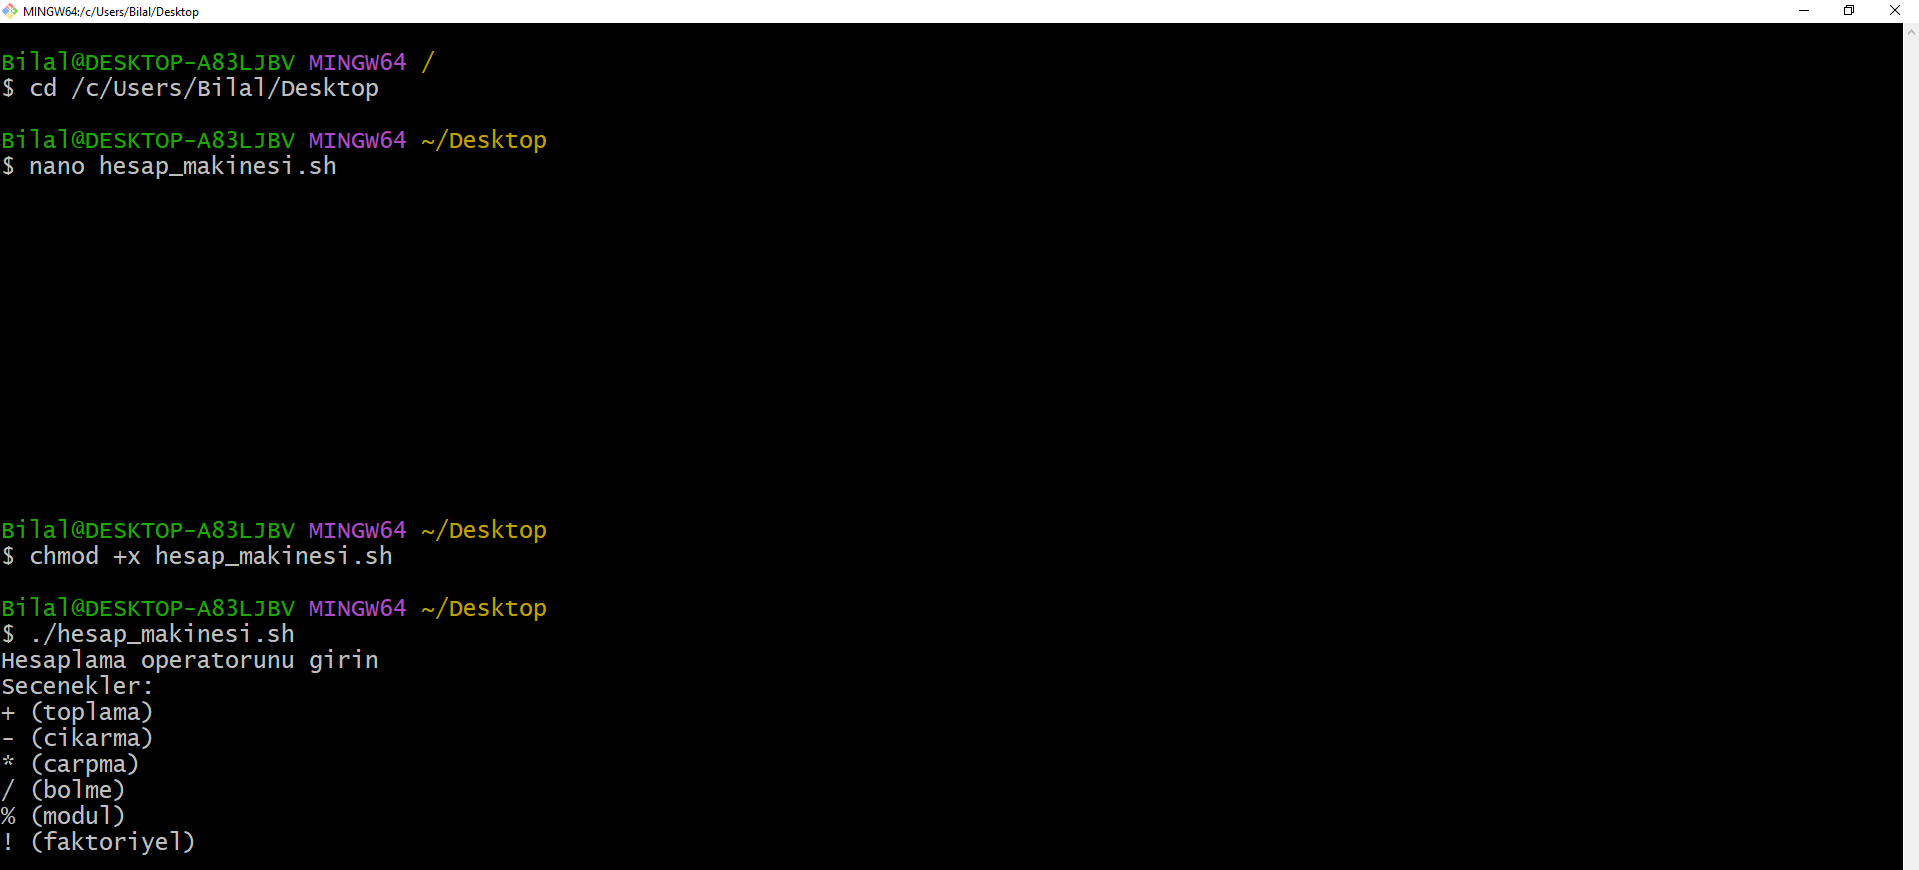 MINGW64:/c/Users/Bilal/Desktop
Bilal@DESKTOP-A83LJBV MINGW64 /
$ cd /c/Users/Bilal/Desktop
Bilal@DESKTOP-A83LJBV MINGW64 ~/Desktop
$ nano hesap_makinesi.sh
Bilal@DESKTOP-A83LJBV MINGW64 ~/Desktop
$ chmod +x hesap_makinesi.sh
Bilal@DESKTOP-A83LJBV MINGW64 ~/Desktop
$ ./hesap_makinesi.sh
Hesaplama operatorunu girin
Secenekler:
+ (toplama)
- (cikarma)
* (carpma)
/ (bolme)
% (modul)
! (faktoriyel)